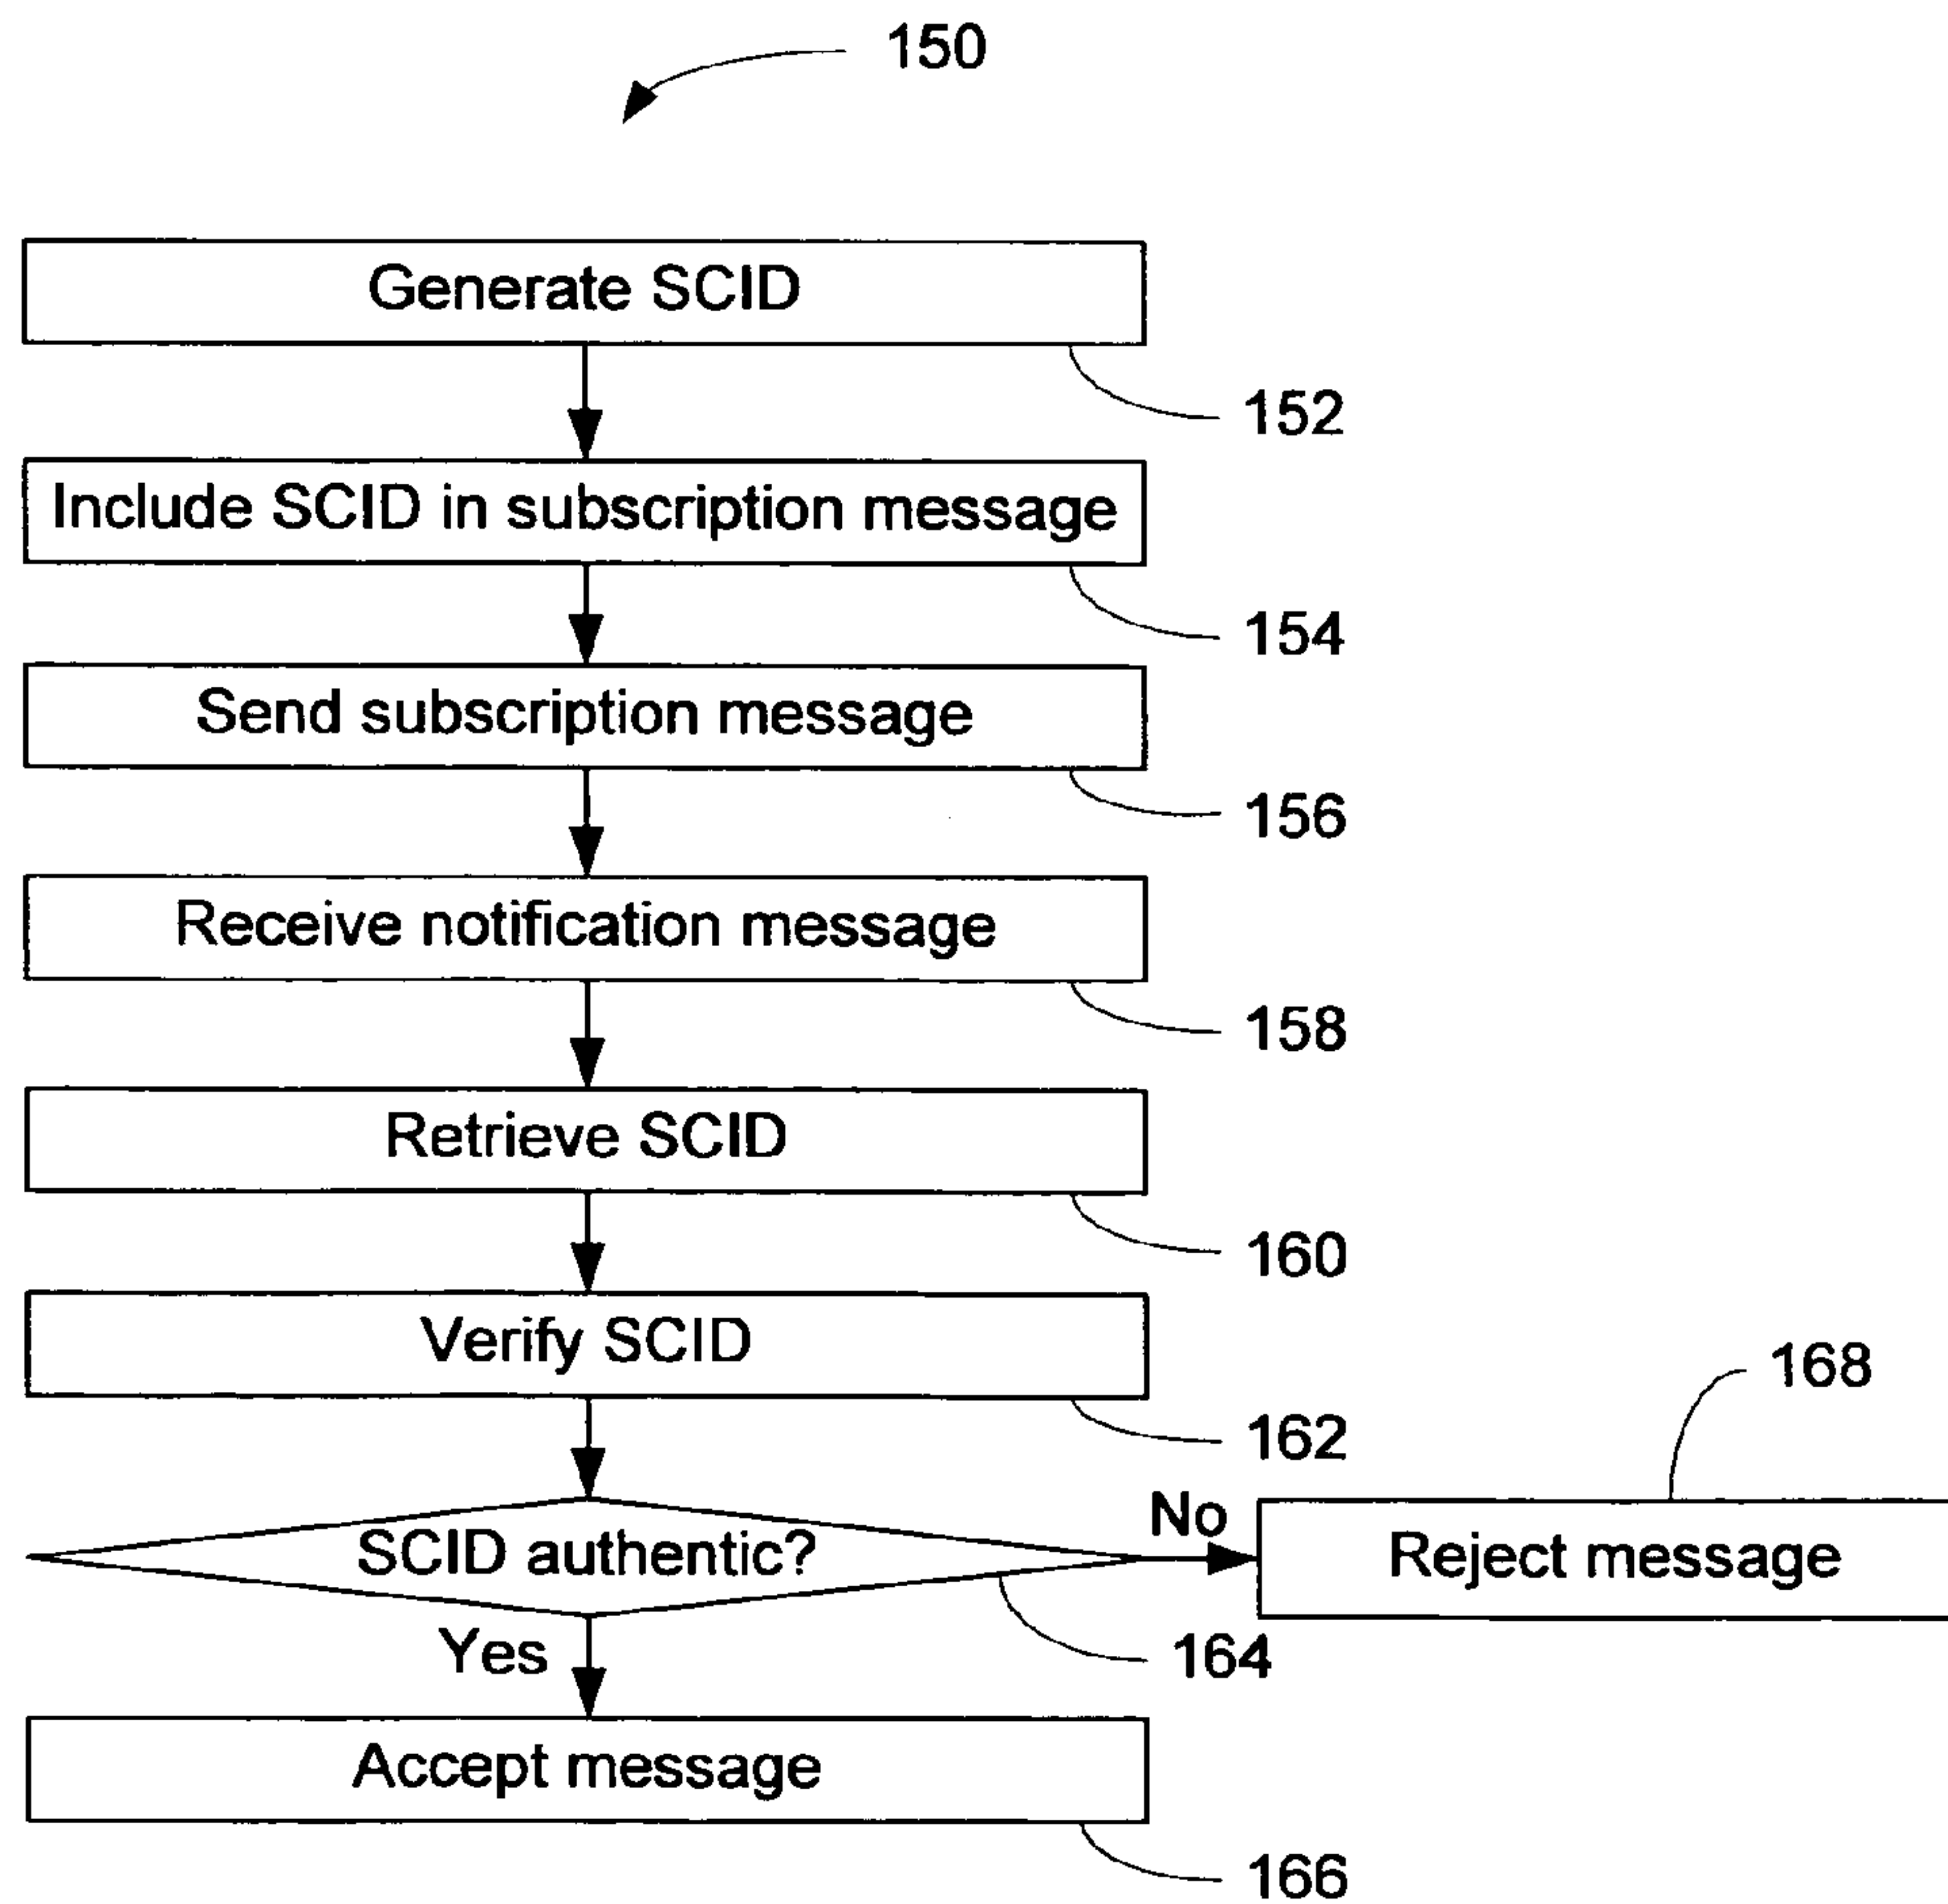 150
Generate SCID
152
Include SCID in subscription message
154
Send subscription message
156
Receive notification message
158
Retrieve SCID
160
Verify SCID
162
168
SCID authentic?
No
Reject message
164
Yes
Accept message
166